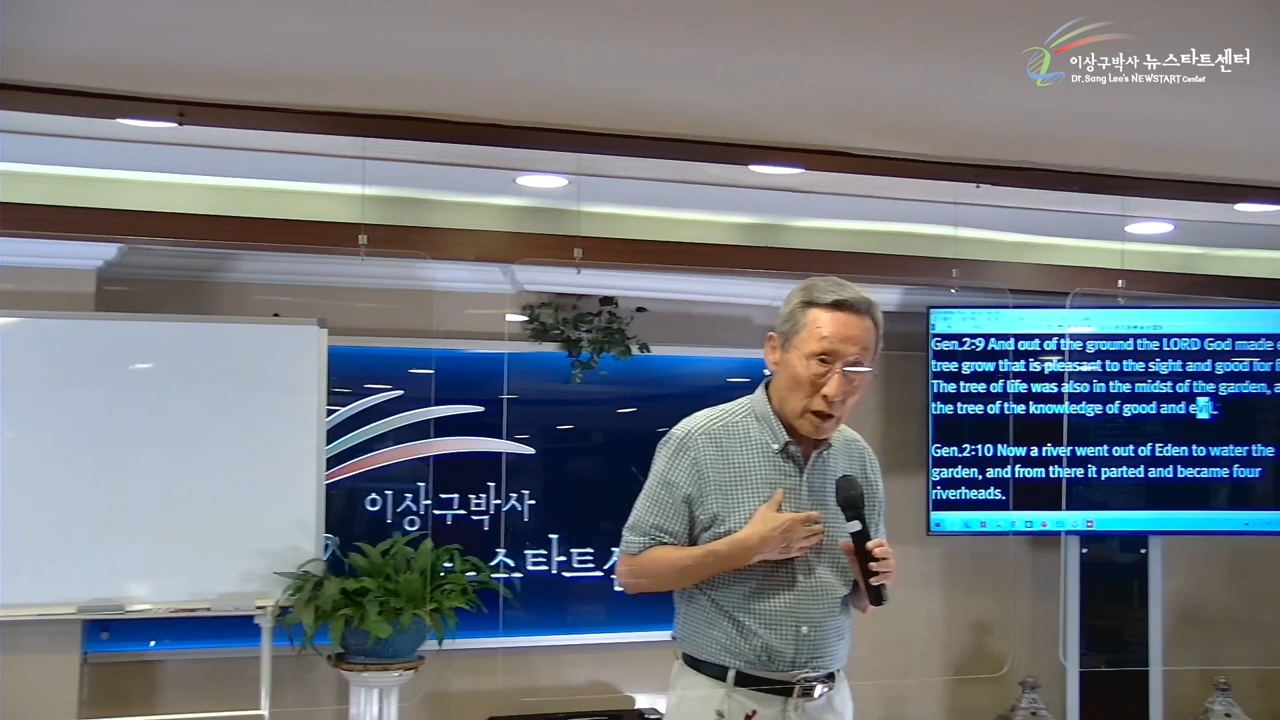 이상구박사 뉴스타트센터
Dr. Sang Lee's NEWSTART Center
Gen.2:9 And out of the ground the LORD God made
tree grow that is pleasant to the sight and good for
The tree of life was also in the midst of the garden,
the tree of the knowledge of good and evil.
Gen.2:10 Now a river went out of Eden to water the
garden, and from there it parted and became four
riverheads.
이상구박사
스타트